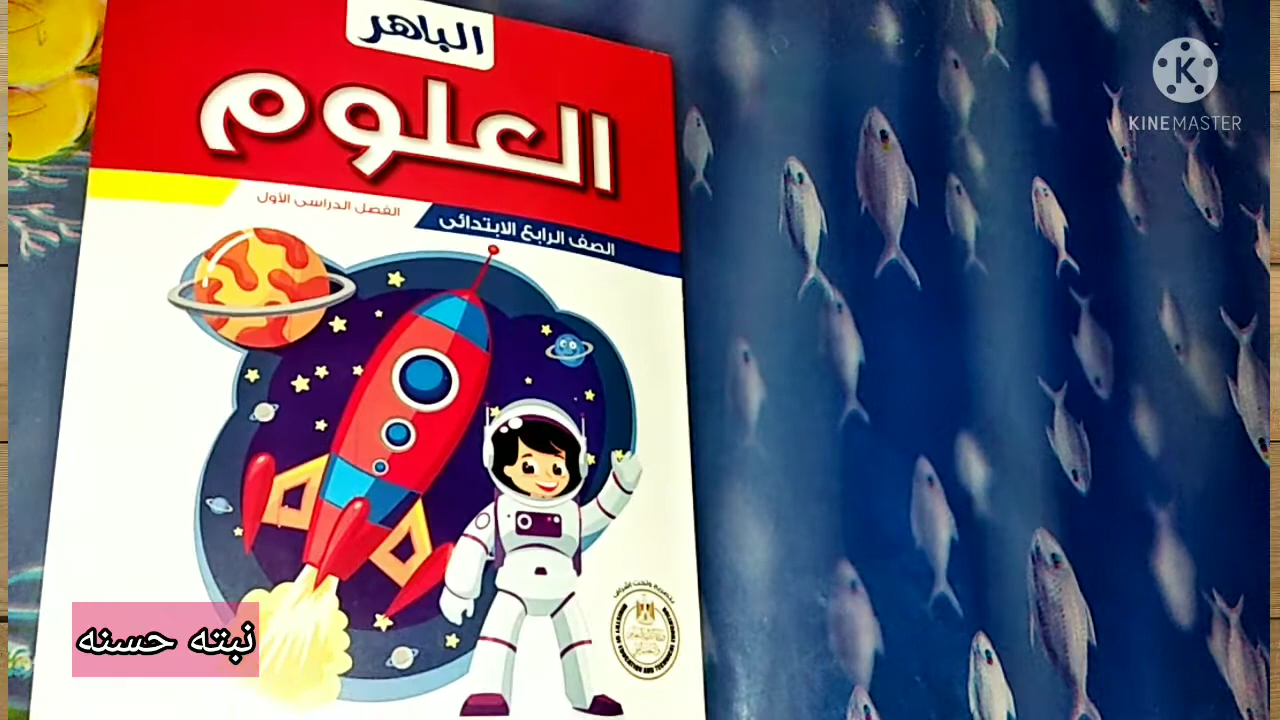 الباهر
العلوم
الصف الرابع الابتدائى
الفصل الدراسى الأول
KINEMASTER
نبته حسنه